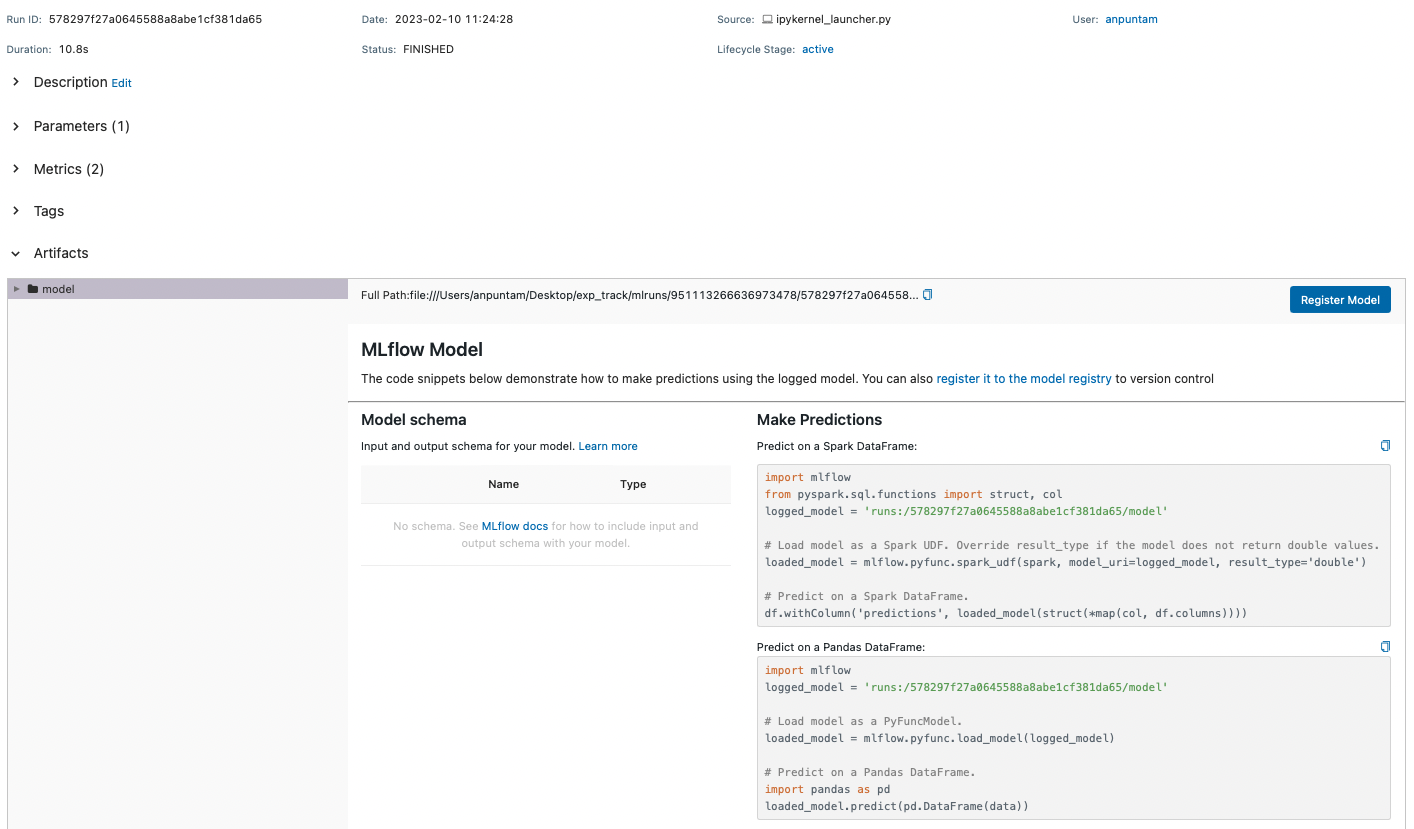 Run ID: 578297f27a0645588a8abe1cf381da65 Date: 2023-02-10 11:24:28 Source: ipykernel_launcher.py User: anpuntam
Duration: 10.8s Status: FINISHED Lifecycle Stage: active
Description Edit
Parameters (1)
Metrics (2)
Tags
Artifacts
model
Full Path:file:///Users/anpuntam/Desktop/exp_track/mlruns/951113266636973478/578297f27a064558...
Register Model
MLflow Model
The code snippets below demonstrate how to make predictions using the logged model. You can also register it to the model registry to version control
Model schema
Input and output schema for your model. Learn more
Name Type
No schema. See MLflow docs for how to include input and
output schema with your model.
Make Predictions
Predict on a Spark DataFrame:
import mlflow
from pyspark.sql.functions import struct, col
logged_model = 'runs:/578297f27a0645588a8abe1cf381da65/model'
# Load model as a Spark UDF. Override result_type if the model does not return double values.
loaded_model = mlflow.pyfunc.spark_udf(spark, model_uri=logged_model, result_type='double')
# Predict on a Spark DataFrame.
df.withColumn('predictions', loaded_model(struct(*map(col, df.columns))))
Predict on a Pandas DataFrame:
import mlflow
logged_model = 'runs:/578297f27a0645588a8abe1cf381da65/model'
# Load model as a PyFuncModel.
loaded_model = mlflow.pyfunc.load_model(logged_model)
# Predict on a Pandas DataFrame.
import pandas as pd
loaded_model.predict(pd.DataFrame(data))